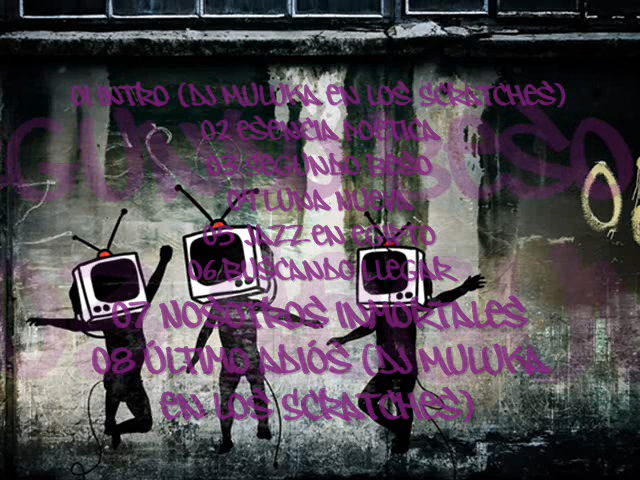 01 INTRO (DJ MULUKA EN LOS SCRATCHES)
02 ESENCIA POETICA
03 SEGUNDO BESO
04 LUNA NUEVA
05 JAZZ EN EGIPTO
06 BUSCANDO LLEGAR
07 NOSOTROS INMORTALES
08 ÚLTIMO ADIÓS (DJ MULUKA
EN LOS SCRATCHES)